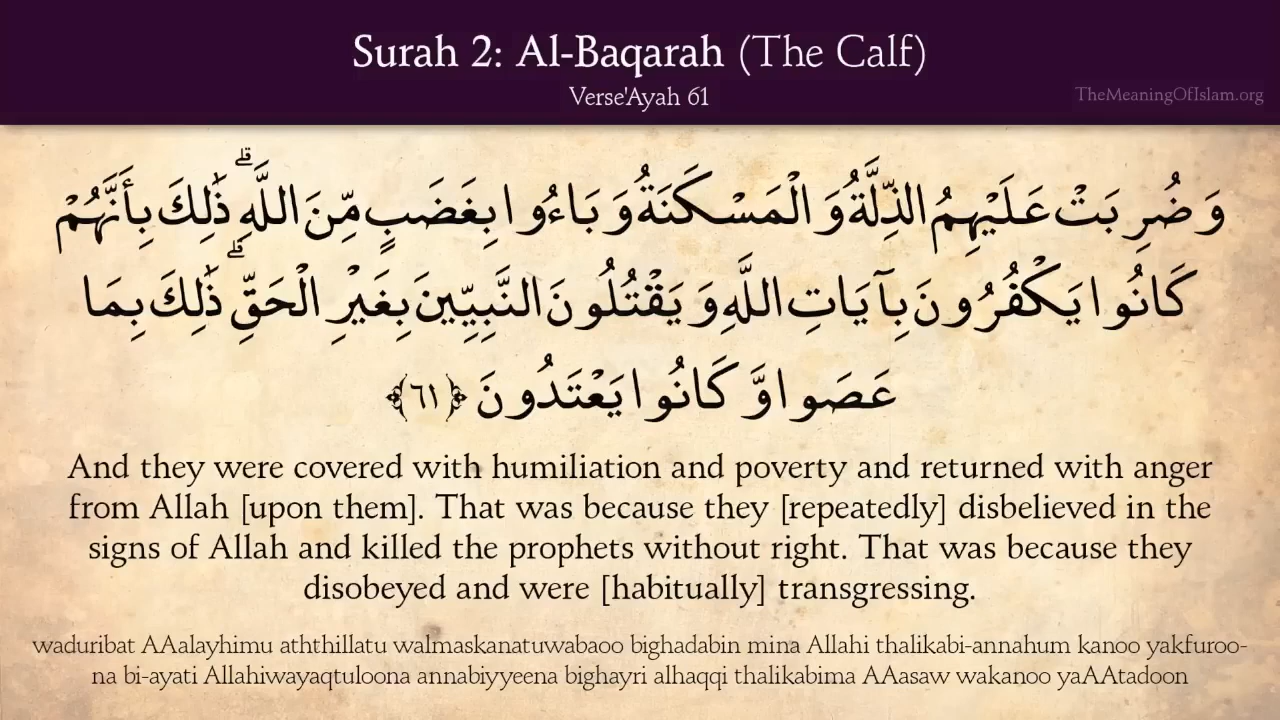 Surah 2: Al-Baqarah (The Calf)
Verse'Ayah 61
TheMeaningOfIslam.org
وَضُرِبَتْ عَلَيْهِمُ الذِّلَّةُ وَالْمَسْكَنَةُ وَبَاءُوا بِغَضَبٍ مِّنَ اللَّهِ ۗ ذَٰلِكَ بِأَنَّهُمْ
كَانُوا يَكْفُرُونَ بِآيَاتِ اللَّهِ وَيَقْتُلُونَ النَّبِيِّينَ بِغَيْرِ الْحَقِّ ۗ ذَٰلِكَ بِمَا
عَصَوا وَّكَانُوا يَعْتَدُونَ ﴿٦١﴾
And they were covered with humiliation and poverty and returned with anger
from Allah [upon them]. That was because they [repeatedly] disbelieved in the
signs of Allah and killed the prophets without right. That was because they
disobeyed and were [habitually] transgressing.
waduribat AAalayhimu aththillatu walmaskanatuwabaoo bighadabin mina Allahi thalikabi-annahum kanoo yakfuroo-
na bi-ayati Allahiwayaqtuloona annabiyyeena bighayri alhaqqi thalikabima AAasaw wakanoo yaAAtadoon